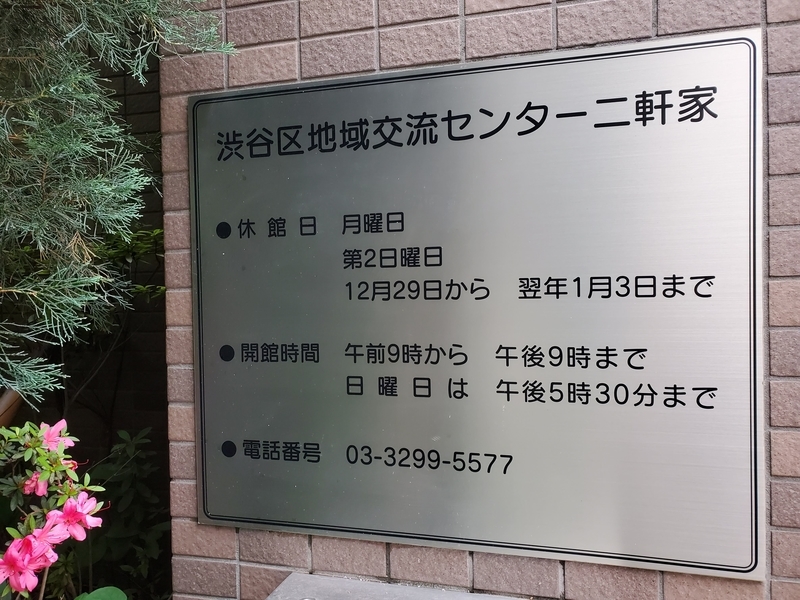 渋谷区地域交流センター二軒家
●休館日 月曜日
第2日曜日
12月29日から 翌年1月3日まで
●開館時間 午前9時から 午後9時まで
日曜日は 午後5時30分まで
●電話番号 03-3299-5577